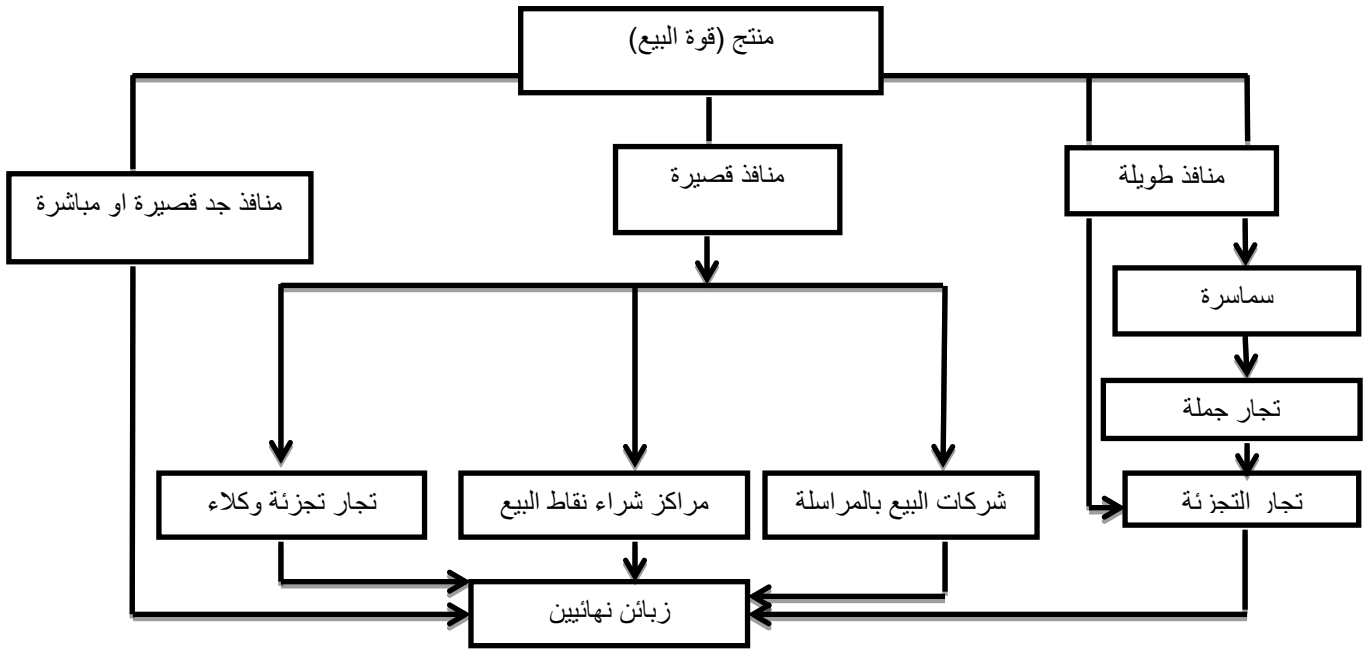 منتج (قوة البيع)
منافذ طويلة
منافذ قصيرة
منافذ جد قصيرة او مباشرة
سماسرة
تجار جملة
تجار التجزئة
شركات البيع بالمراسلة
مراكز شراء نقاط البيع
تجار تجزئة وكلاء
زبائن نهائيين